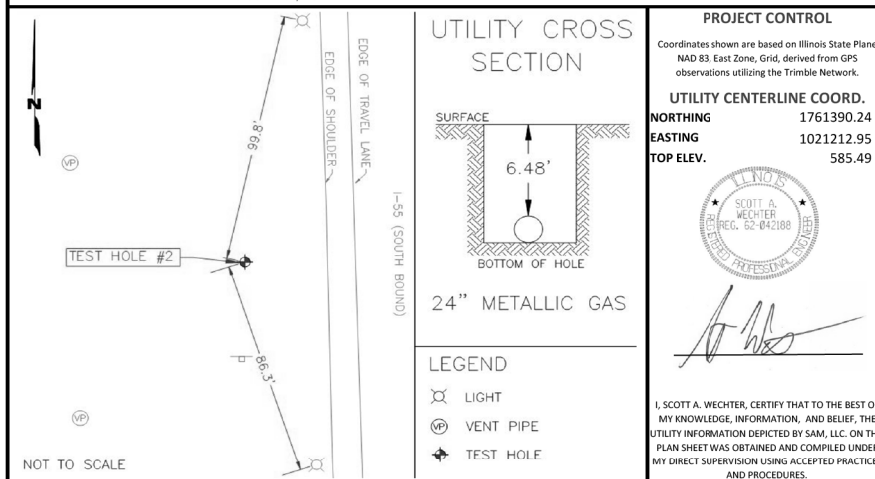 N
99.8'
EDGE OF SHOULDER
EDGE OF TRAVEL LANE
I-55 (SOUTH BOUND)
VP
TEST HOLE #2
86.3'
VP
NOT TO SCALE
UTILITY CROSS
SECTION
SURFACE
6.48'
BOTTOM OF HOLE
24" METALLIC GAS
LEGEND
LIGHT
VP VENT PIPE
TEST HOLE
PROJECT CONTROL
Coordinates shown are based on Illinois State Plane
NAD 83, East Zone, Grid, derived from GPS
observations utilizing the Trimble Network.
UTILITY CENTERLINE COORD.
NORTHING 1761390.24
EASTING 1021212.95
TOP ELEV. 585.49
ILLINOIS
SCOTT A.
WECHTER
REG. 62-042188
REGISTERED PROFESSIONAL ENGINEER
I, SCOTT A. WECHTER, CERTIFY THAT TO THE BEST O
MY KNOWLEDGE, INFORMATION, AND BELIEF, THE
UTILITY INFORMATION DEPICTED BY SAM, LLC. ON TH
PLAN SHEET WAS OBTAINED AND COMPILED UNDER
MY DIRECT SUPERVISION USING ACCEPTED PRACTICE
AND PROCEDURES.